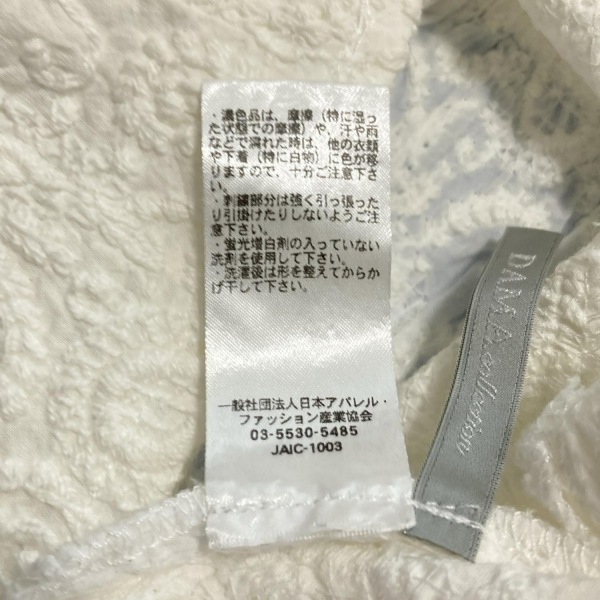 ・濃色品は、摩擦（特に湿っ
た状態での摩擦）や、汗や雨
などで濡れた時は、他の衣類
や下着（特に白物）に色が移
りますので、十分ご注意下さ
い。
・刺繍部分は強く引っ張った
り引掛けたりしないようご注
意下さい。
・蛍光増白剤の入っていない
洗剤を使用して下さい。
・洗濯後は形を整えてからか
げ干して下さい。
一般社団法人日本アパレル・
ファッション産業協会
03-5530-5485
JAIC-1003
DAMA collection